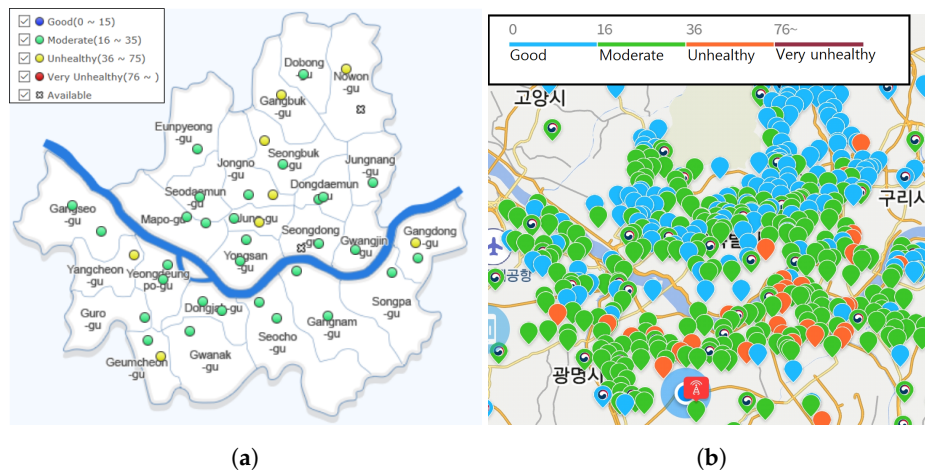 Good(0 ~ 15)
Moderate(16 ~ 35)
Unhealthy(36 ~ 75)
Very Unhealthy(76 ~ )
Available
Dobong
-gu
Nowon
-gu
Gangbuk
-gu
Eunpyeong
-gu
Jongno
-gu
Seongbuk
-gu
Jungnang
-gu
Seodaemun
-gu
Dongdaemun
-gu
Gangseo
-gu
Mapo-gu
Jung-gu
Seongdong
-gu
Gwangjin
-gu
Gangdong
-gu
Yangcheon
-gu
Yeongdeung
po-gu
Yongsan
-gu
Guro
-gu
Dongjak-gu
Seocho
-gu
Gangnam
-gu
Songpa
-gu
Geumcheon
-gu
Gwanak
-gu
(a)
0 16 36 76~
Good Moderate Unhealthy Very unhealthy
고양시
구리시
공항
광명시
(b)